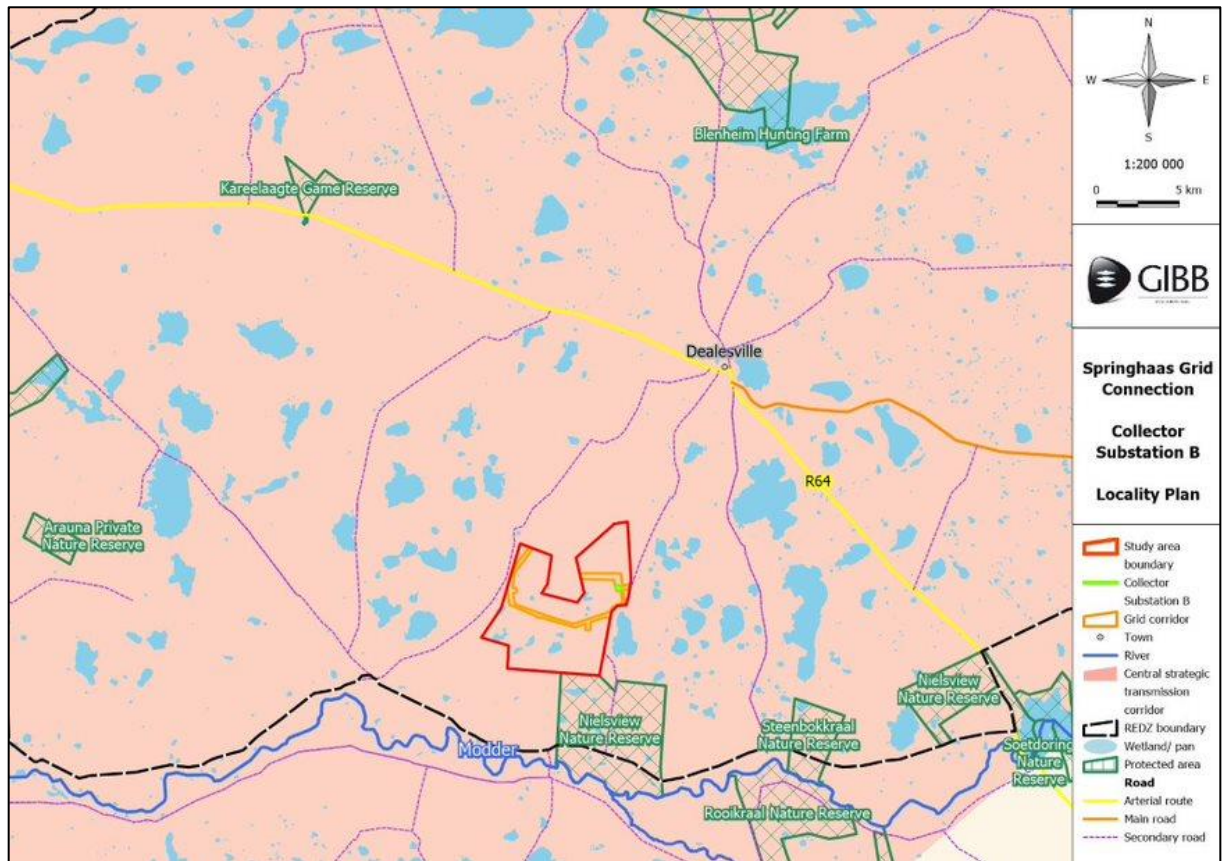 Blenheim Hunting Farm
Kareelaagte Game Reserve
Dealesville
R64
Arauna Private
Nature Reserve
Nielsview
Nature Reserve
Nielsview
Nature Reserve
Steenbokkraal
Nature Reserve
Soetdoring
Nature
Reserve
Modder
Rooikraal Nature Reserve
N
W E
S
1:200 000
0 5 km
GIBB
Springhaas Grid
Connection
Collector
Substation B
Locality Plan
Study area
boundary
Collector
Substation B
Grid corridor
Town
River
Central strategic
transmission
corridor
REDZ boundary
Wetland/ pan
Protected area
Road
Arterial route
Main road
Secondary road